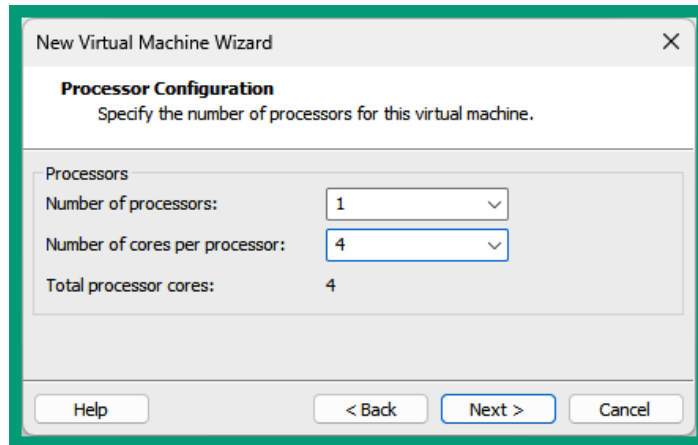 New Virtual Machine Wizard
Processor Configuration
Specify the number of processors for this virtual machine.
Processors
Number of processors: 1
Number of cores per processor: 4
Total processor cores: 4
Help < Back Next > Cancel